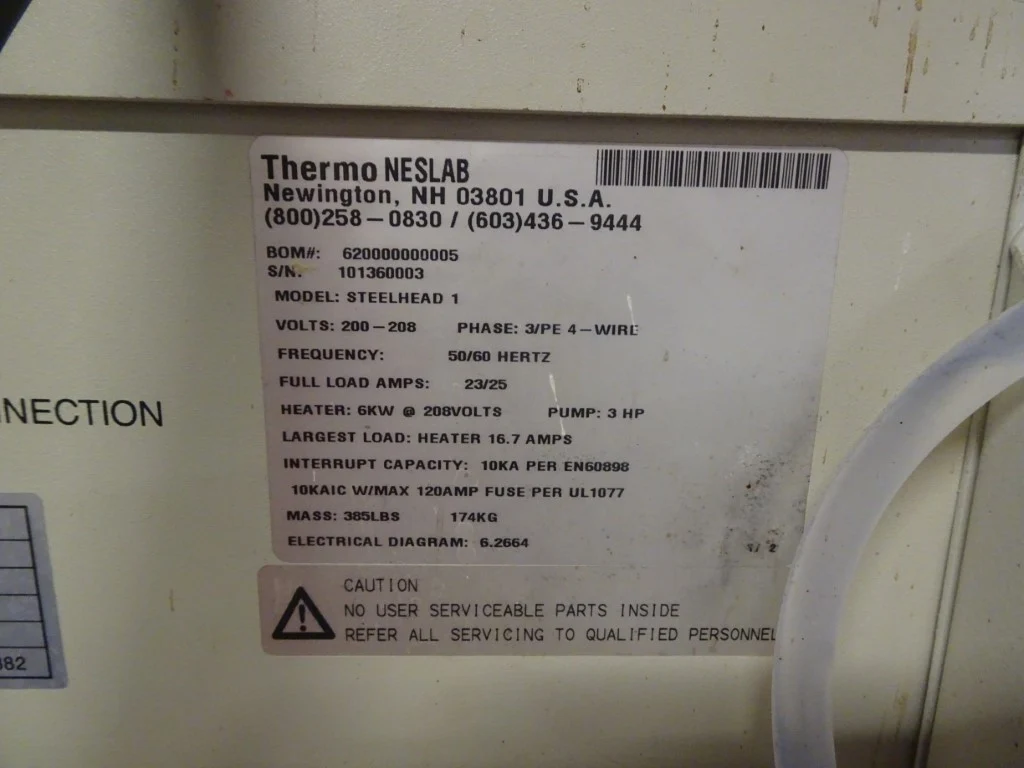 Thermo NESLAB
Newington, NH 03801 U.S.A.
(800)258-0830 / (603)436-9444
BOM#: 620000000005
S/N. 101360003
MODEL: STEELHEAD 1
VOLTS: 200-208 PHASE: 3/PE 4-WIRE
FREQUENCY: 50/60 HERTZ
FULL LOAD AMPS: 23/25
HEATER: 6KW @ 208VOLTS PUMP: 3 HP
LARGEST LOAD: HEATER 16.7 AMPS
INTERRUPT CAPACITY: 10KA PER EN60898
10KAIC W/MAX 120AMP FUSE PER UL1077
MASS: 385LBS 174KG
ELECTRICAL DIAGRAM: 6.2664
CAUTION
NO USER SERVICEABLE PARTS INSIDE
REFER ALL SERVICING TO QUALIFIED PERSONNEL
NECTION
82